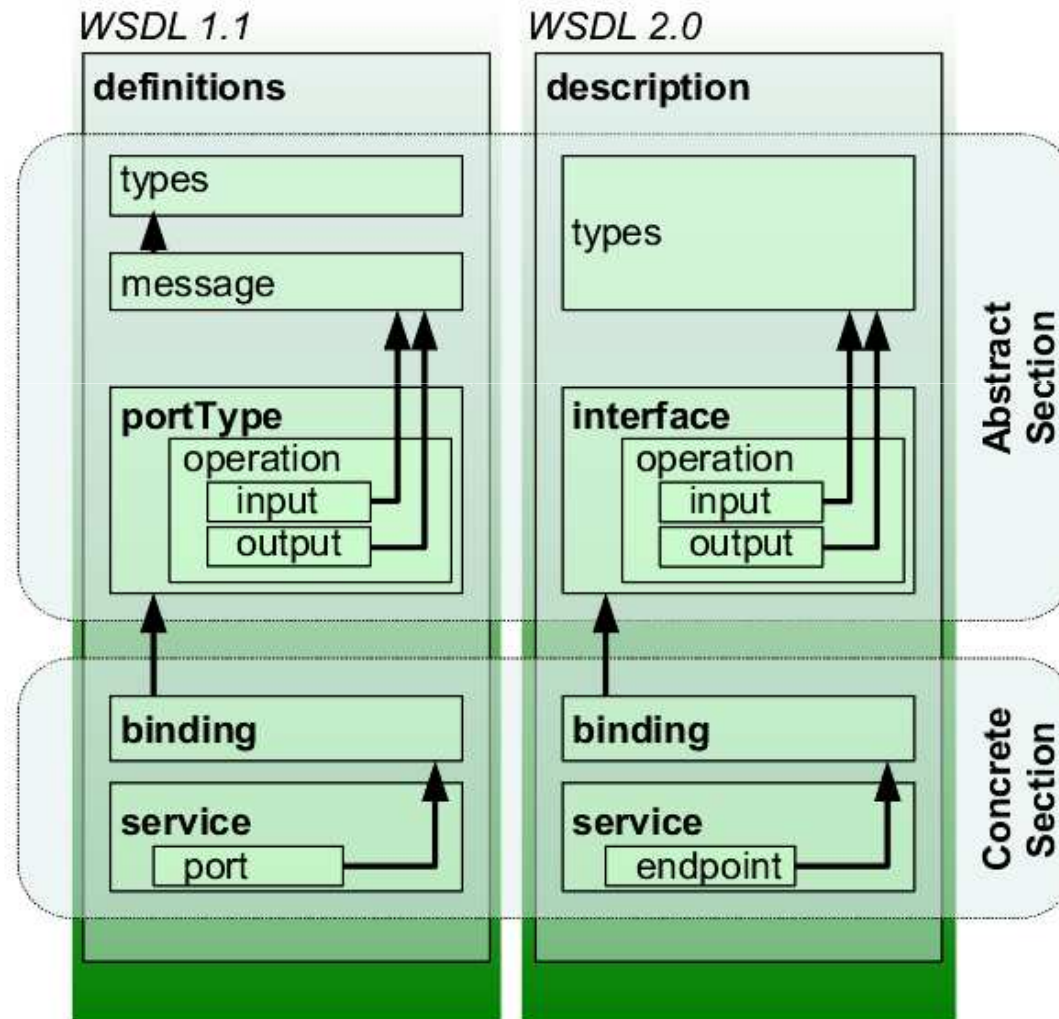 WSDL 1.1
definitions
types
message
portType
operation
input
output
binding
service
port
WSDL 2.0
description
types
interface
operation
input
output
binding
service
endpoint
Abstract
Section
Concrete
Section